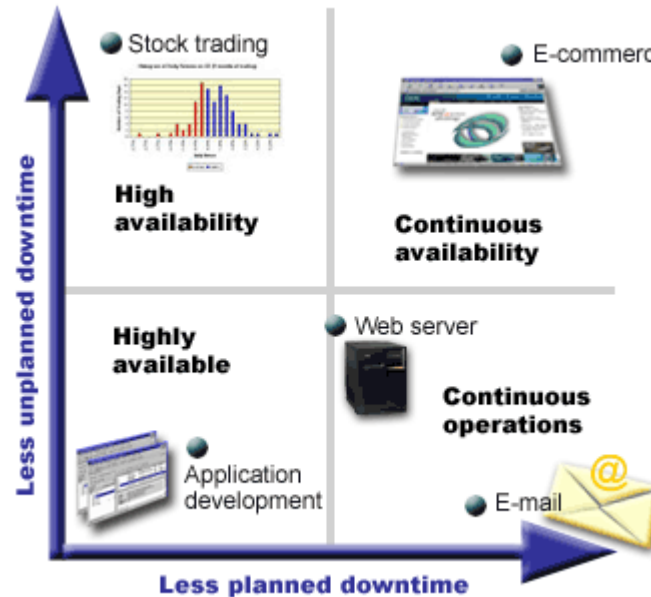 Stock trading
E-commerc
High
availability
Continuous
availability
Highly
available
Web server
Continuous
operations
Application
development
@
E-mail
Less unplanned downtime
Less planned downtime